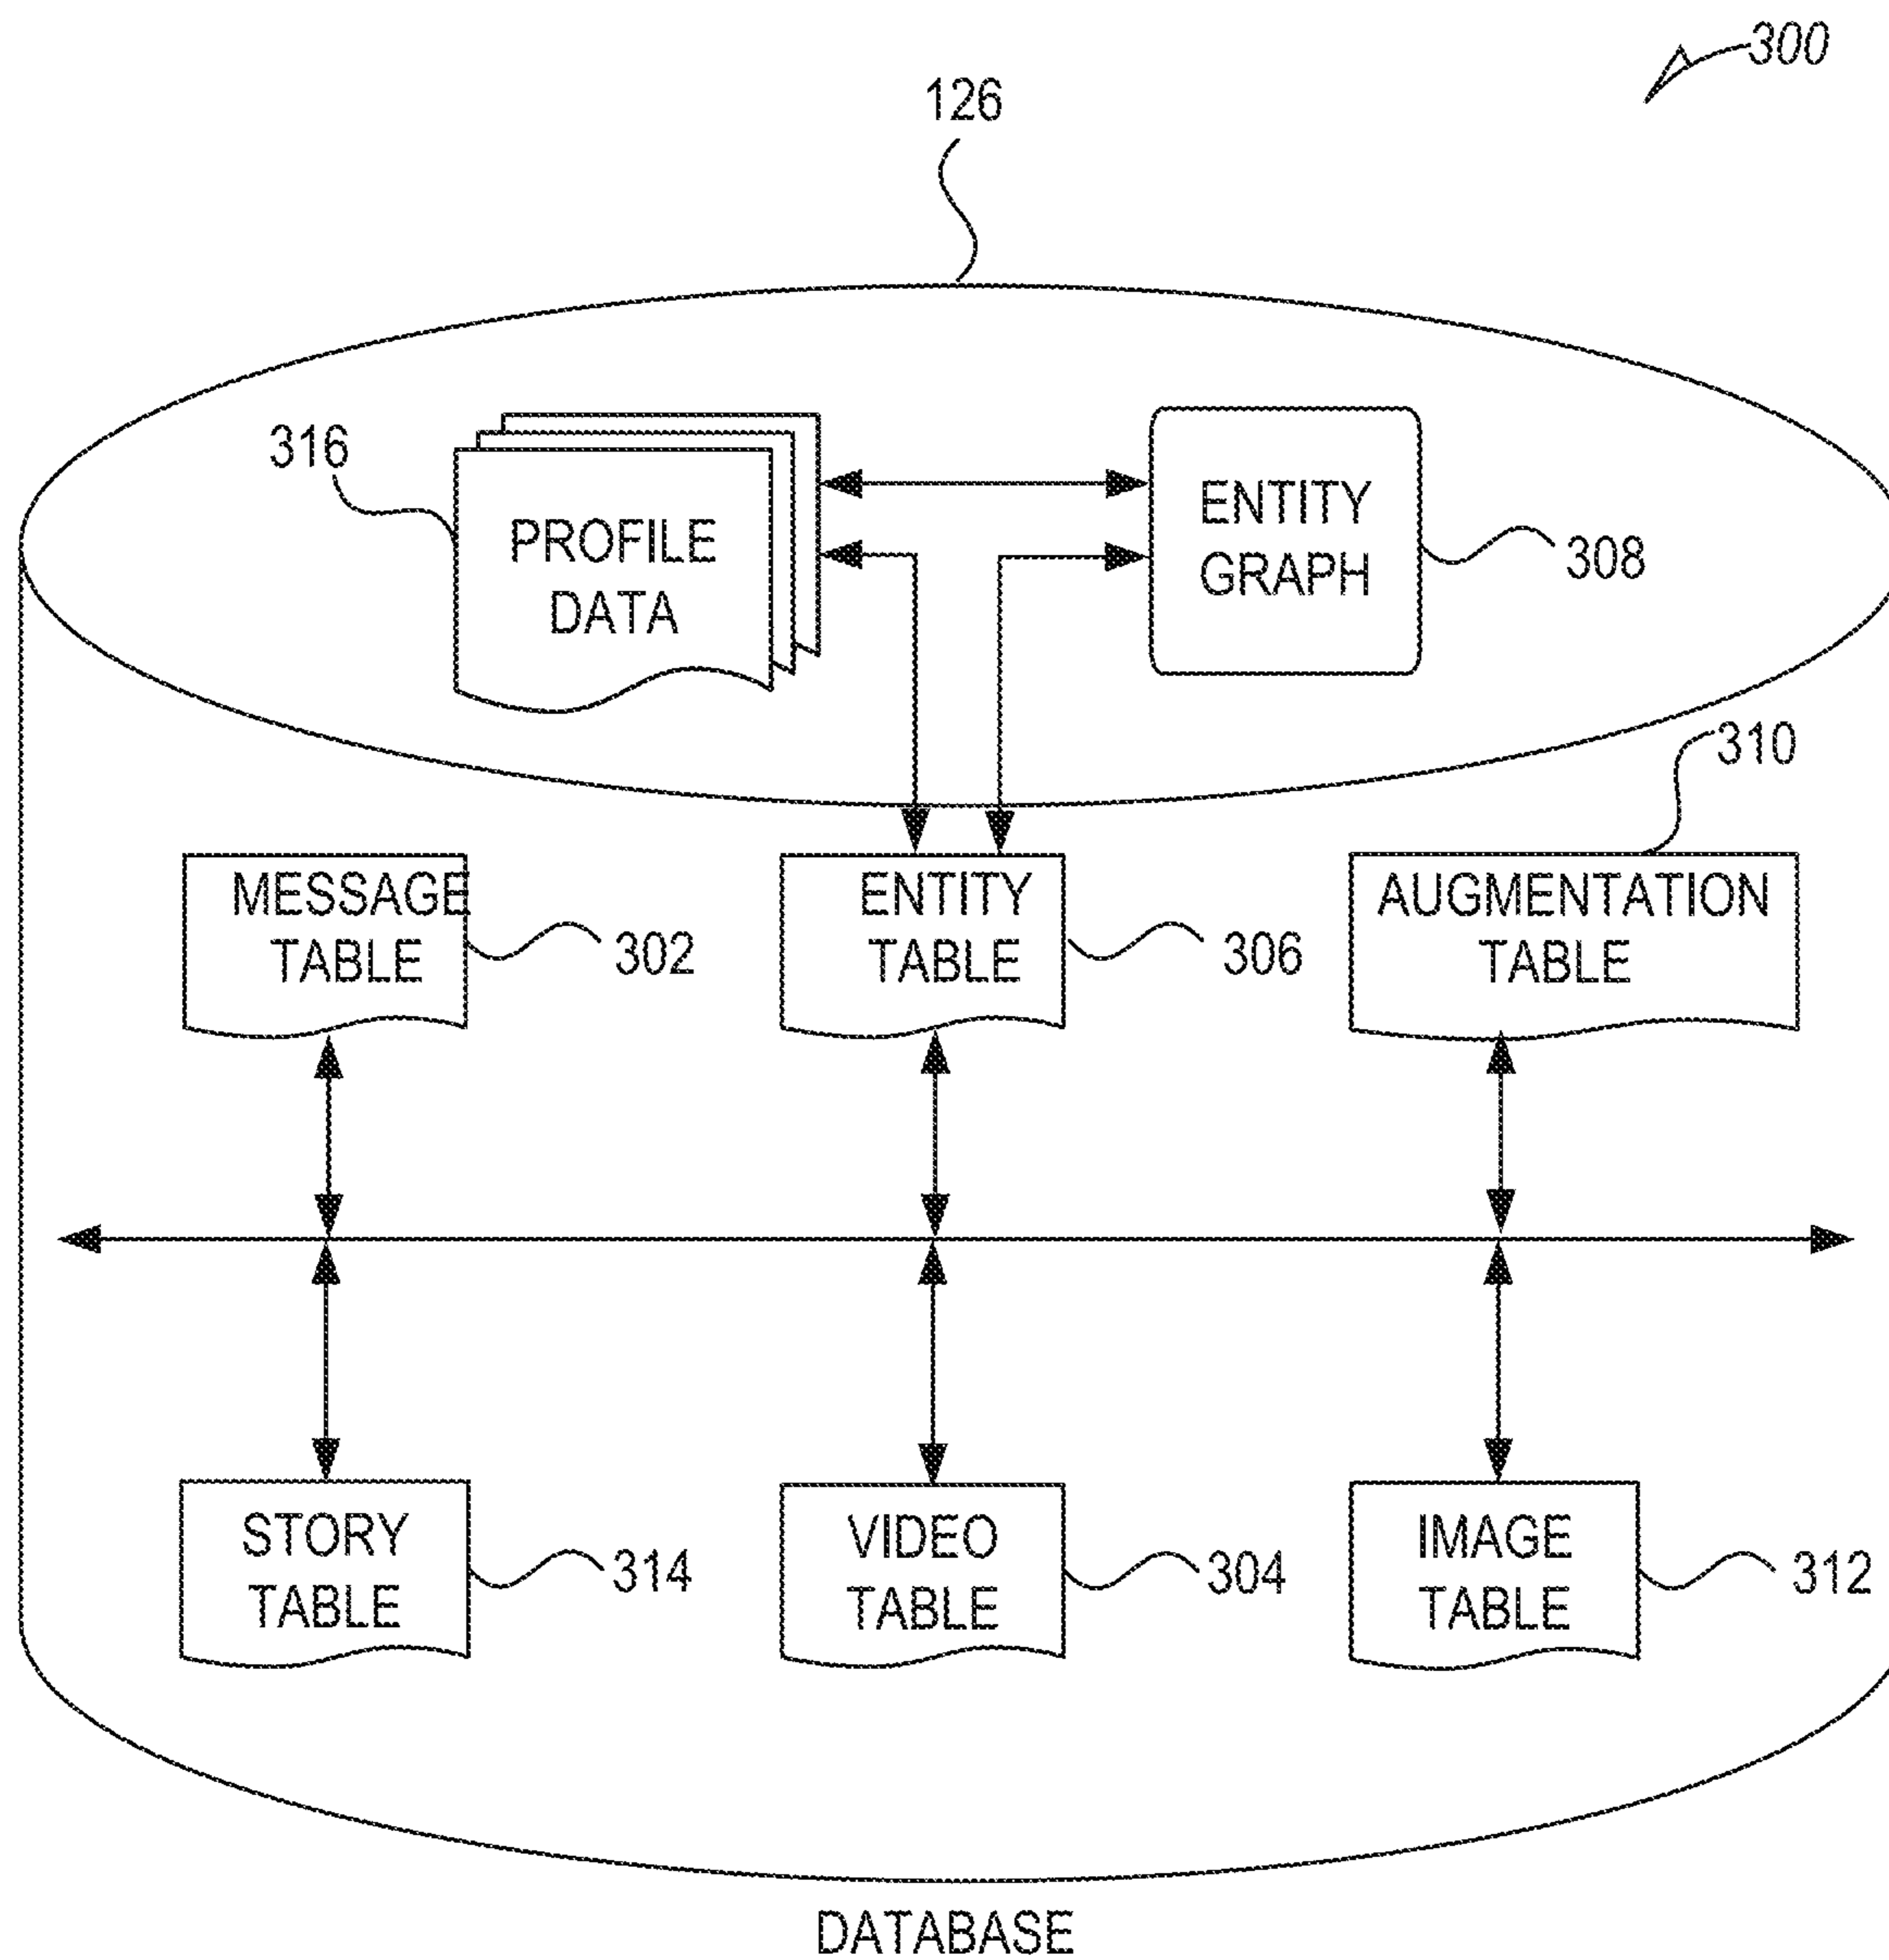 300
126
316
PROFILE
DATA
ENTITY
GRAPH
308
310
MESSAGE
TABLE
302
ENTITY
TABLE
306
AUGMENTATION
TABLE
STORY
TABLE
314
VIDEO
TABLE
304
IMAGE
TABLE
312
DATABASE